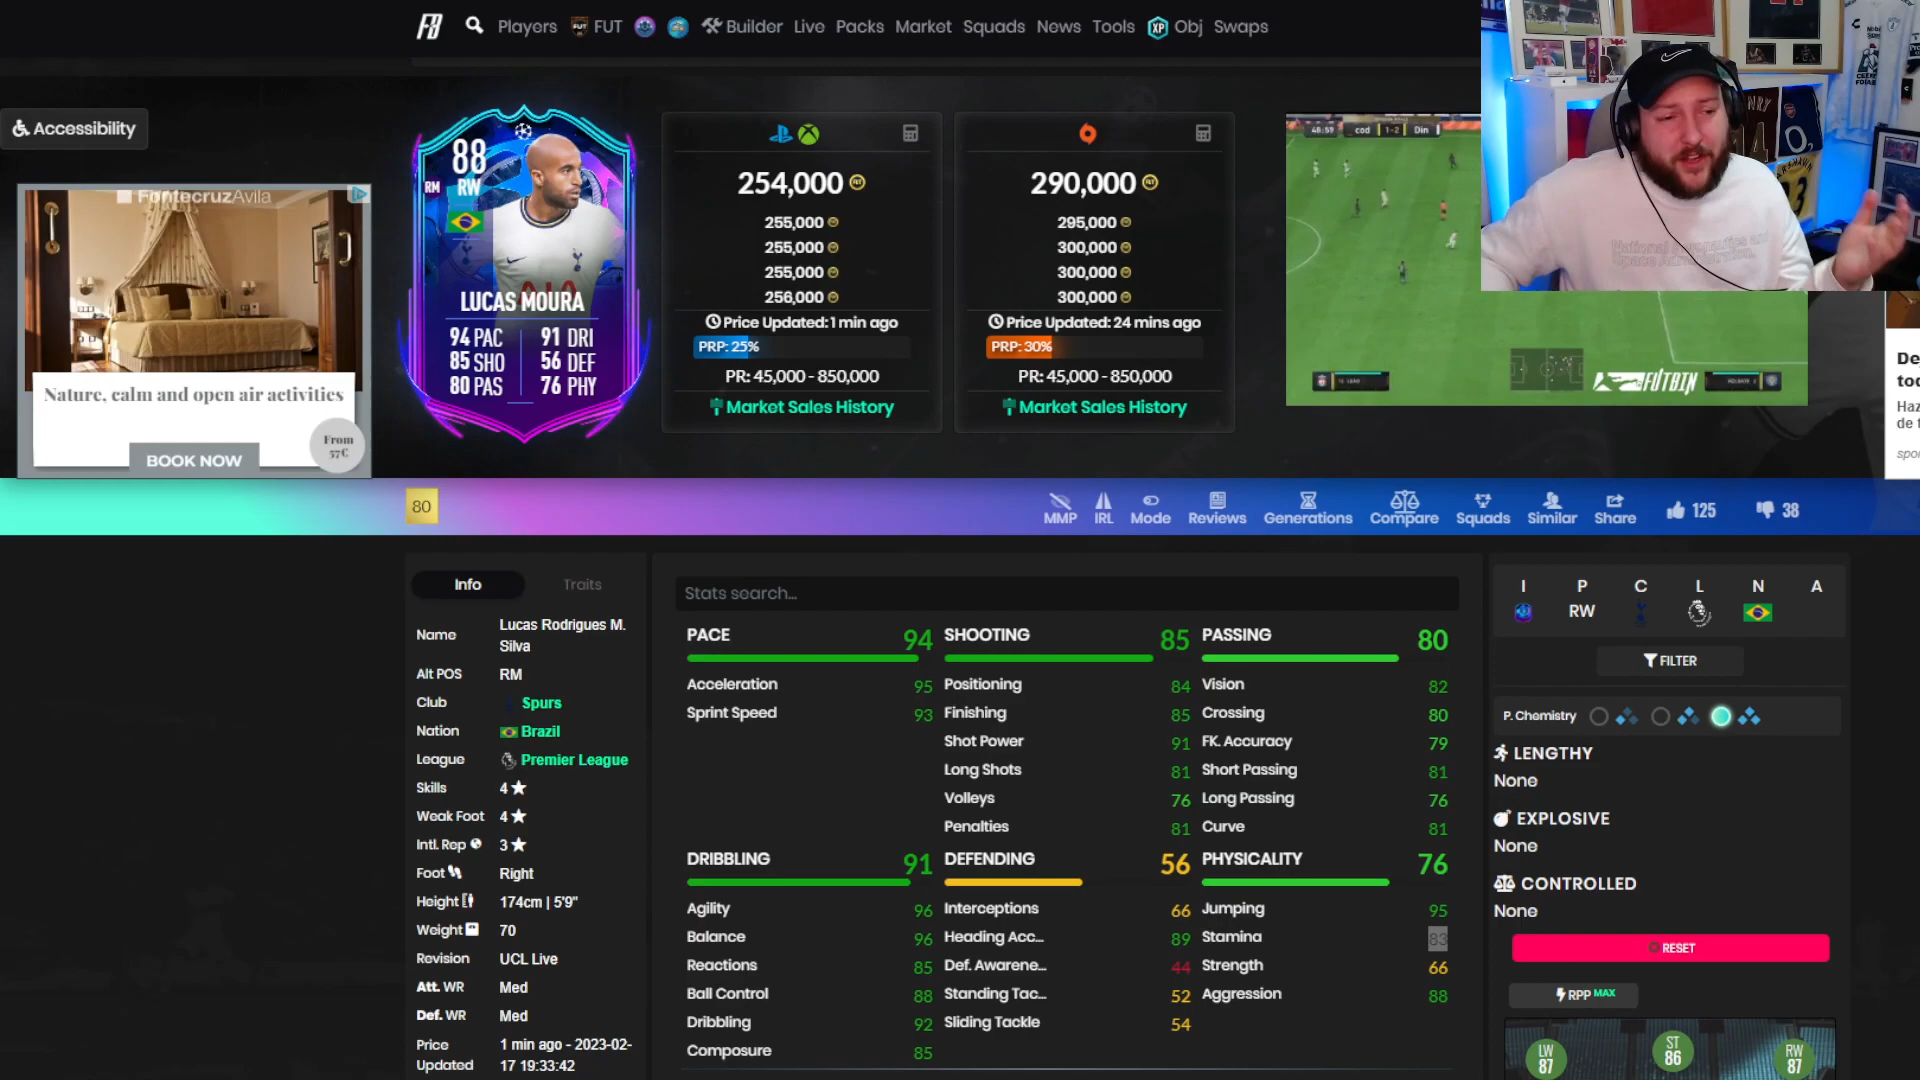 Players FUT Builder Live Packs Market Squads News Tools XP Obj Swaps
Accessibility
FontecruzAvila
Nature, calm and open air activities
From
57€
BOOK NOW
88
RM RW
LUCAS MOURA
94 PAC 91 DRI
85 SHO 56 DEF
80 PAS 76 PHY
254,000
255,000
255,000
255,000
256,000
Price Updated: 1 min ago
PRP: 25%
PR: 45,000 - 850,000
Market Sales History
290,000
295,000
300,000
300,000
300,000
Price Updated: 24 mins ago
PRP: 30%
PR: 45,000 - 850,000
Market Sales History
48:59 cod 1-2 Din
FUTBIN
De
to
Haz
de f
spo
80
MMP IRL Mode Reviews Generations Compare Squads Similar Share 125 38
Info Traits
Name Lucas Rodrigues M. Silva
Alt POS RM
Club Spurs
Nation Brazil
League Premier League
Skills 4
Weak Foot 4
Intl. Rep 3
Foot Right
Height 174cm | 5'9"
Weight 70
Revision UCL Live
Att. WR Med
Def. WR Med
Price Updated 1 min ago - 2023-02-17 19:33:42
Stats search...
PACE 94
Acceleration 95
Sprint Speed 93
SHOOTING 85
Positioning 84
Finishing 85
Shot Power 91
Long Shots 81
Volleys 76
Penalties 81
PASSING 80
Vision 82
Crossing 80
FK. Accuracy 79
Short Passing 81
Long Passing 76
Curve 81
DRIBBLING 91
Agility 96
Balance 96
Reactions 85
Ball Control 88
Dribbling 92
Composure 85
DEFENDING 56
Interceptions 66
Heading Acc... 89
Def. Awarene... 44
Standing Tac... 52
Sliding Tackle 54
PHYSICALITY 76
Jumping 95
Stamina 83
Strength 66
Aggression 88
I P C L N A
RW
FILTER
P. Chemistry
LENGTHY
None
EXPLOSIVE
None
CONTROLLED
None
RESET
RPP MAX
LW
87
ST
86
RW
87